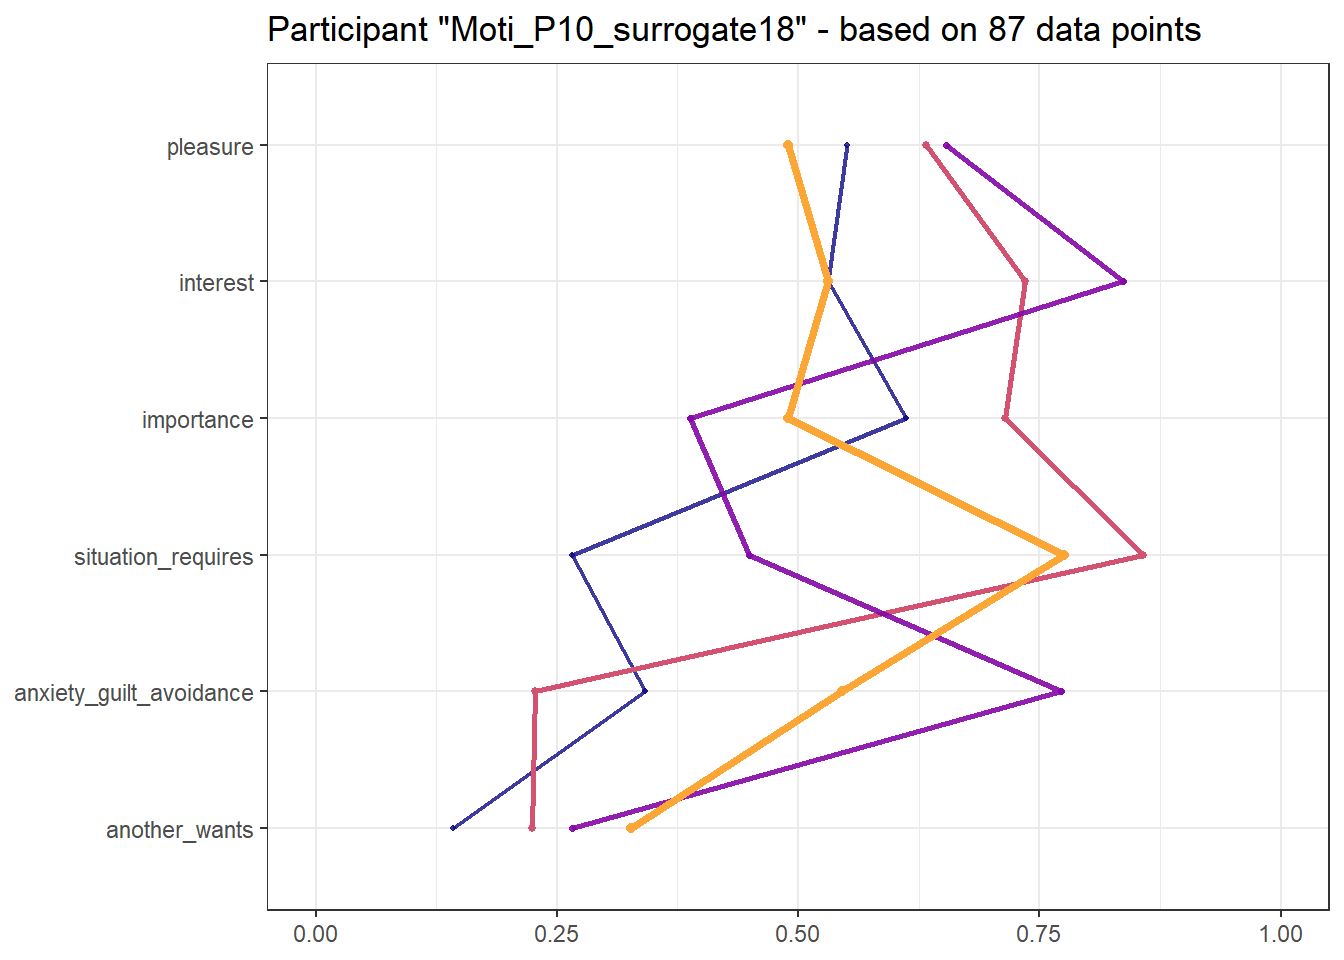 Participant "Moti_P10_surrogate18" - based on 87 data points
pleasure
interest
importance
situation_requires
anxiety_guilt_avoidance
another_wants
0.00 0.25 0.50 0.75 1.00